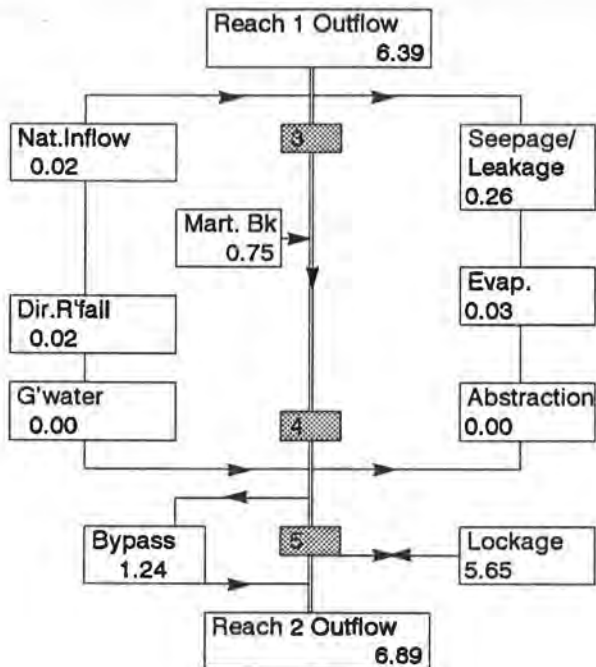 Reach 1 Outflow
6.39
Nat.Inflow
0.02
3
Seepage/
Leakage
0.26
Mart. Bk
0.75
Dir.R'fall
0.02
Evap.
0.03
G'water
0.00
4
Abstraction
0.00
Bypass
1.24
5
Lockage
5.65
Reach 2 Outflow
6.89